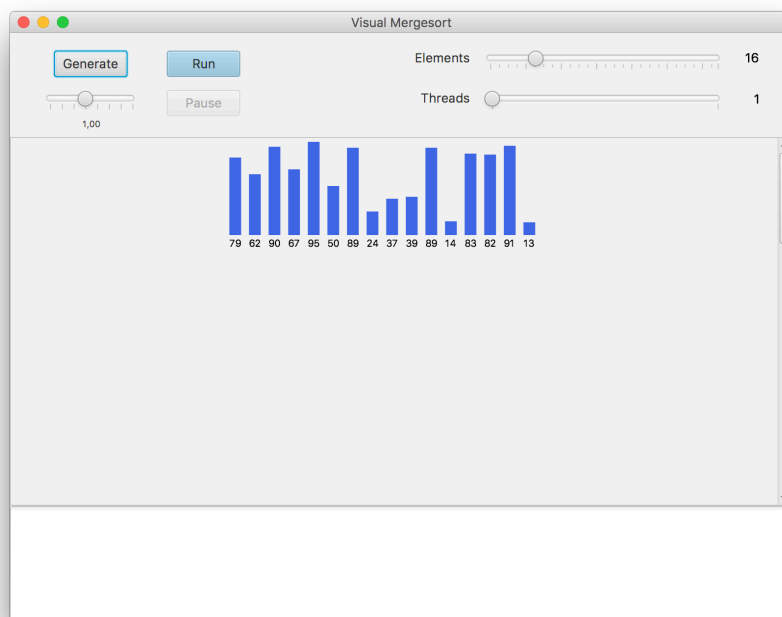 Visual Mergesort
Generate Run Elements 16
Pause Threads 1
1,00
79 62 90 67 95 50 89 24 37 39 89 14 83 82 91 13